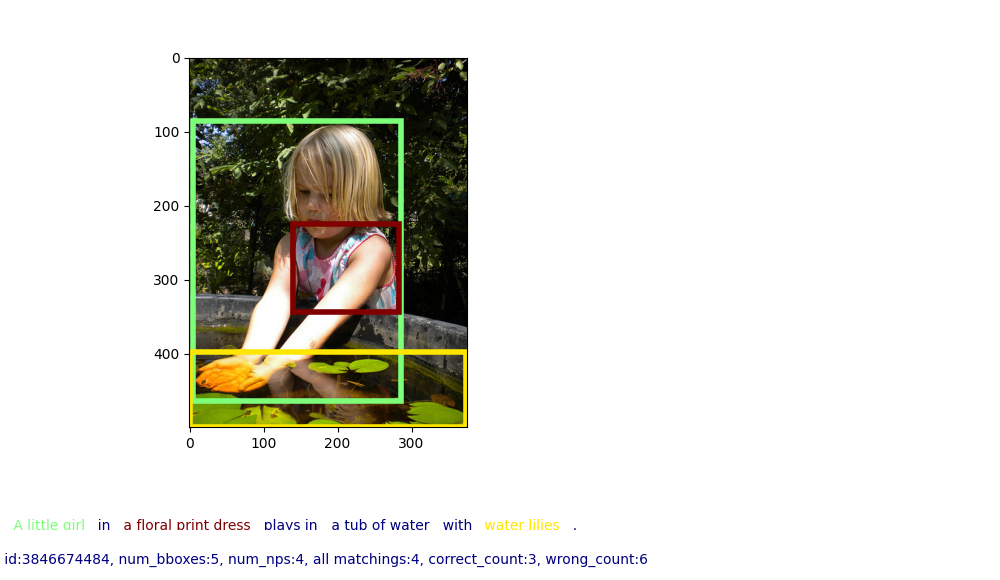 0
100
200
300
400
0 100 200 300
A little girl in a floral print dress plays in a tub of water with water lilies .
id:3846674484, num_bboxes:5, num_nps:4, all matchings:4, correct_count:3, wrong_count:6